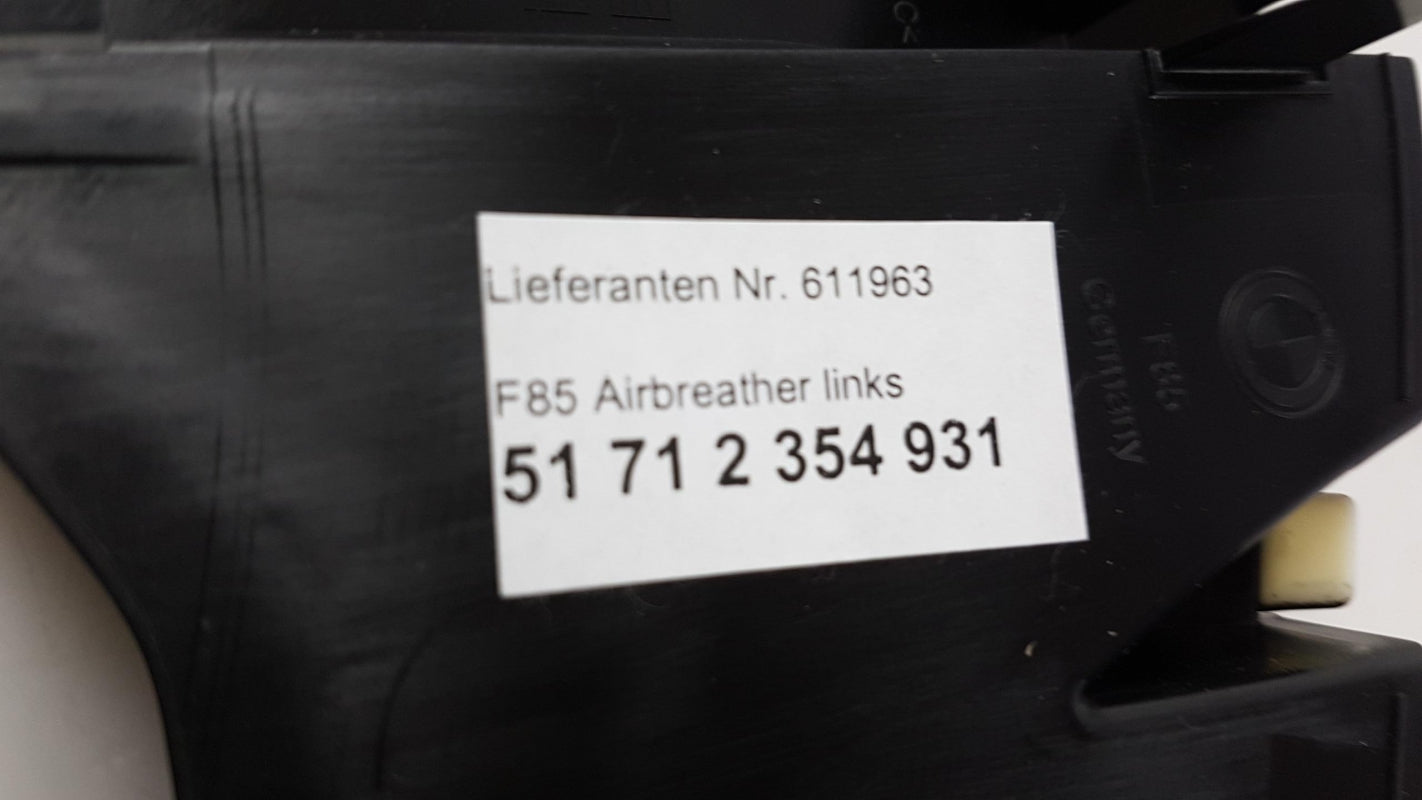 Lieferanten Nr. 611963
F85 Airbreather links
51 71 2 354 931
Germany
F85